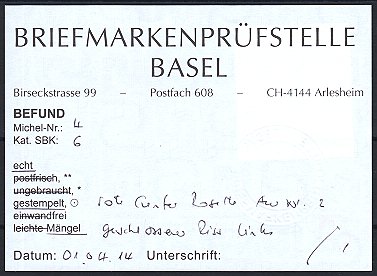 BRIEFMARKENPRÜFSTELLE
BASEL
Birseckstrasse 99 – Postfach 608 – CH-4144 Arlesheim
BEFUND
Michel-Nr.: 4
Kat. SBK: 6
echt
postfrisch, **
ungebraucht, *
gestempelt, ⊙ rote
einwandfrei
leichte Mängel geschlossener Riss links
Datum: 01.04.14 Unterschrift: